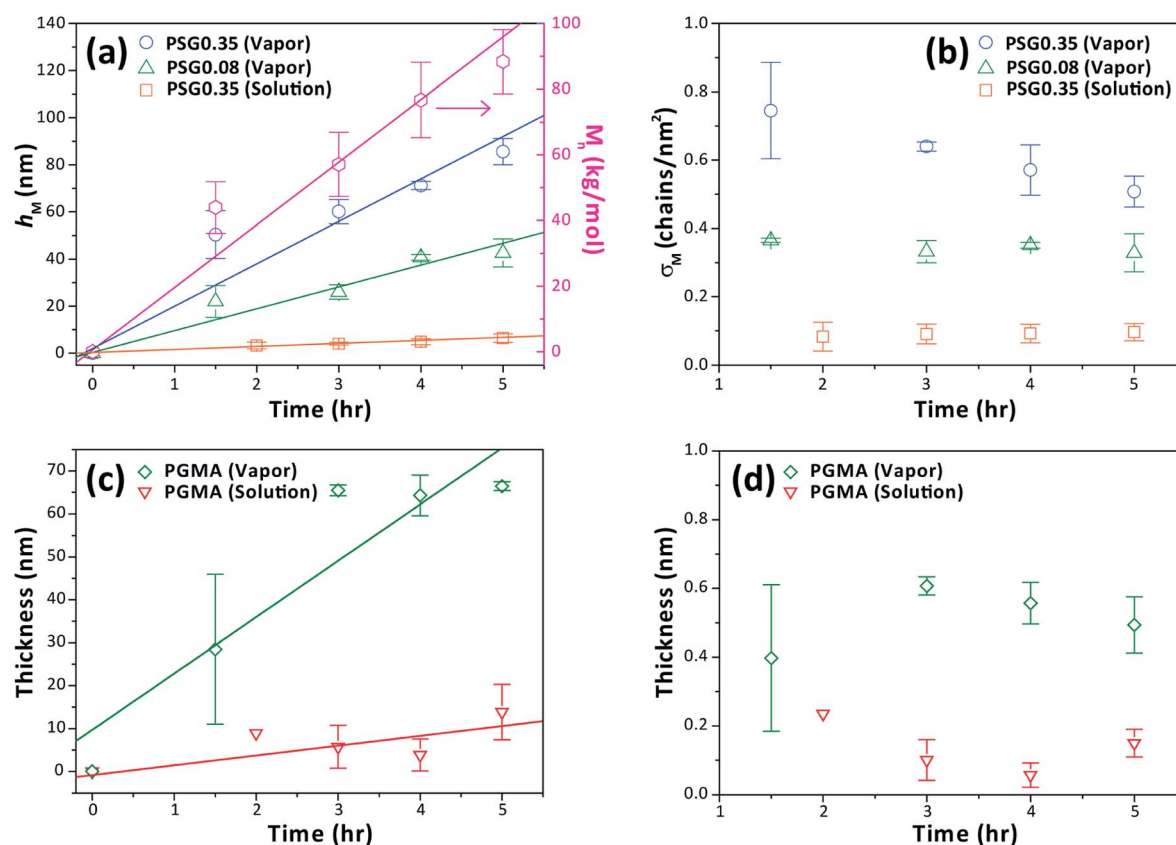 (a)
PSG0.35 (Vapor)
PSG0.08 (Vapor)
PSG0.35 (Solution)
140
120
100
80
60
40
20
0
hM (nm)
100
80
60
40
20
0
Mn (kg/mol)
0 1 2 3 4 5
Time (hr)
(b)
PSG0.35 (Vapor)
PSG0.08 (Vapor)
PSG0.35 (Solution)
1.0
0.8
0.6
0.4
0.2
0.0
σM (chains/nm²)
1 2 3 4 5
Time (hr)
(c)
PGMA (Vapor)
PGMA (Solution)
70
60
50
40
30
20
10
0
Thickness (nm)
0 1 2 3 4 5
Time (hr)
(d)
PGMA (Vapor)
PGMA (Solution)
1.0
0.8
0.6
0.4
0.2
0.0
Thickness (nm)
1 2 3 4 5
Time (hr)